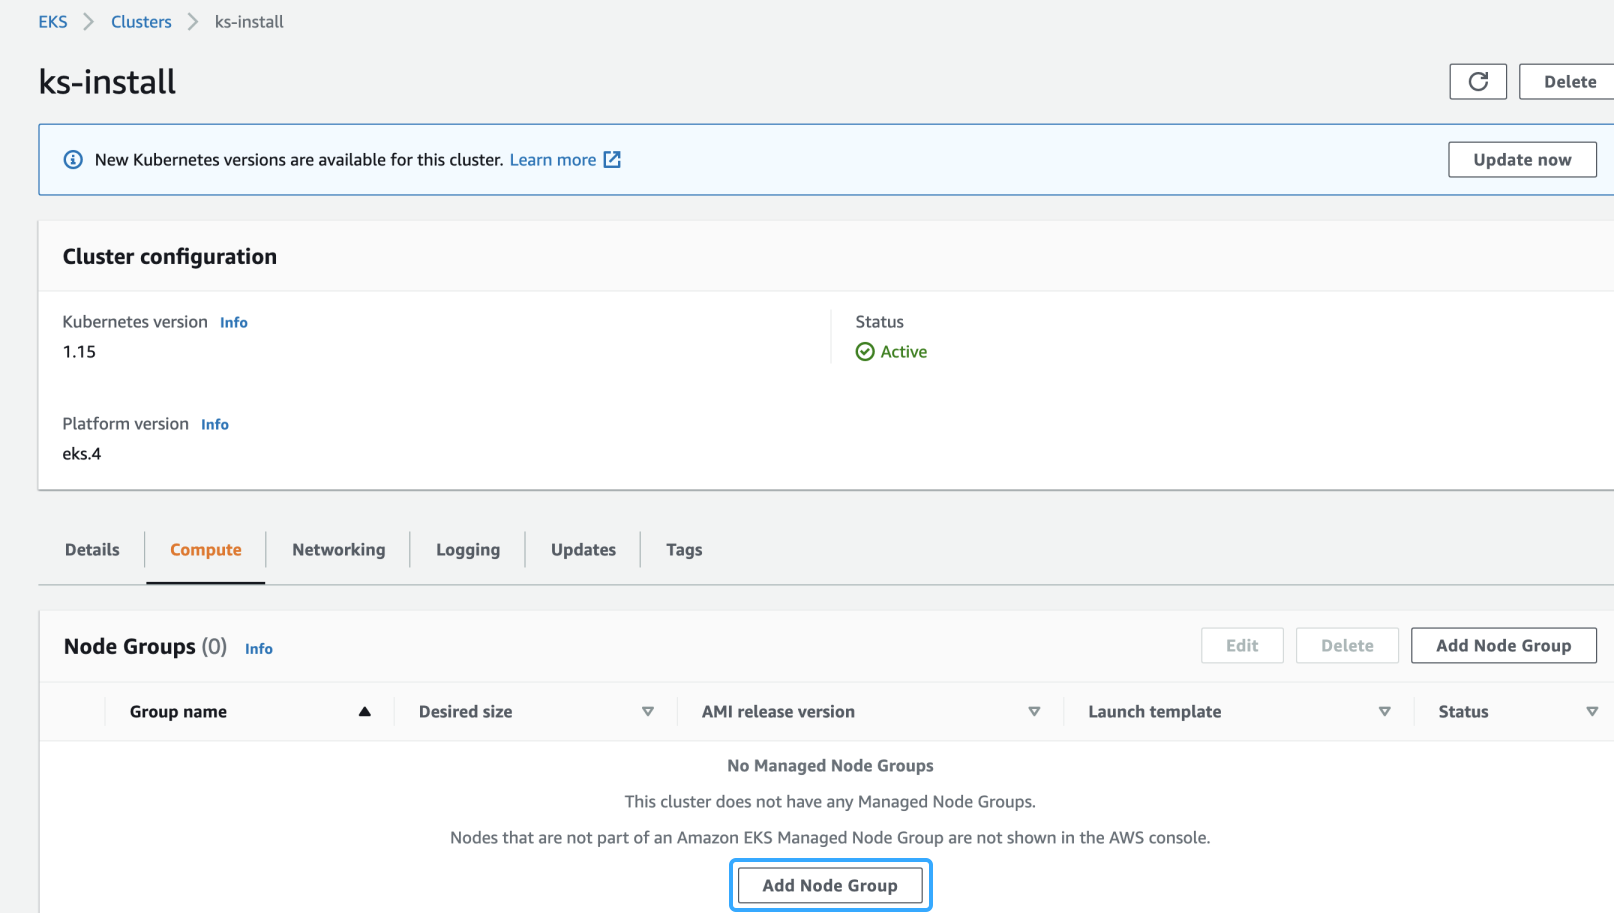 EKS Clusters ks-install
ks-install
Delete
New Kubernetes versions are available for this cluster. Learn more
Update now
Cluster configuration
Kubernetes version Info
1.15
Status
Active
Platform version Info
eks.4
Details Compute Networking Logging Updates Tags
Node Groups (0) Info
Edit Delete Add Node Group
Group name Desired size AMI release version Launch template Status
No Managed Node Groups
This cluster does not have any Managed Node Groups.
Nodes that are not part of an Amazon EKS Managed Node Group are not shown in the AWS console.
Add Node Group